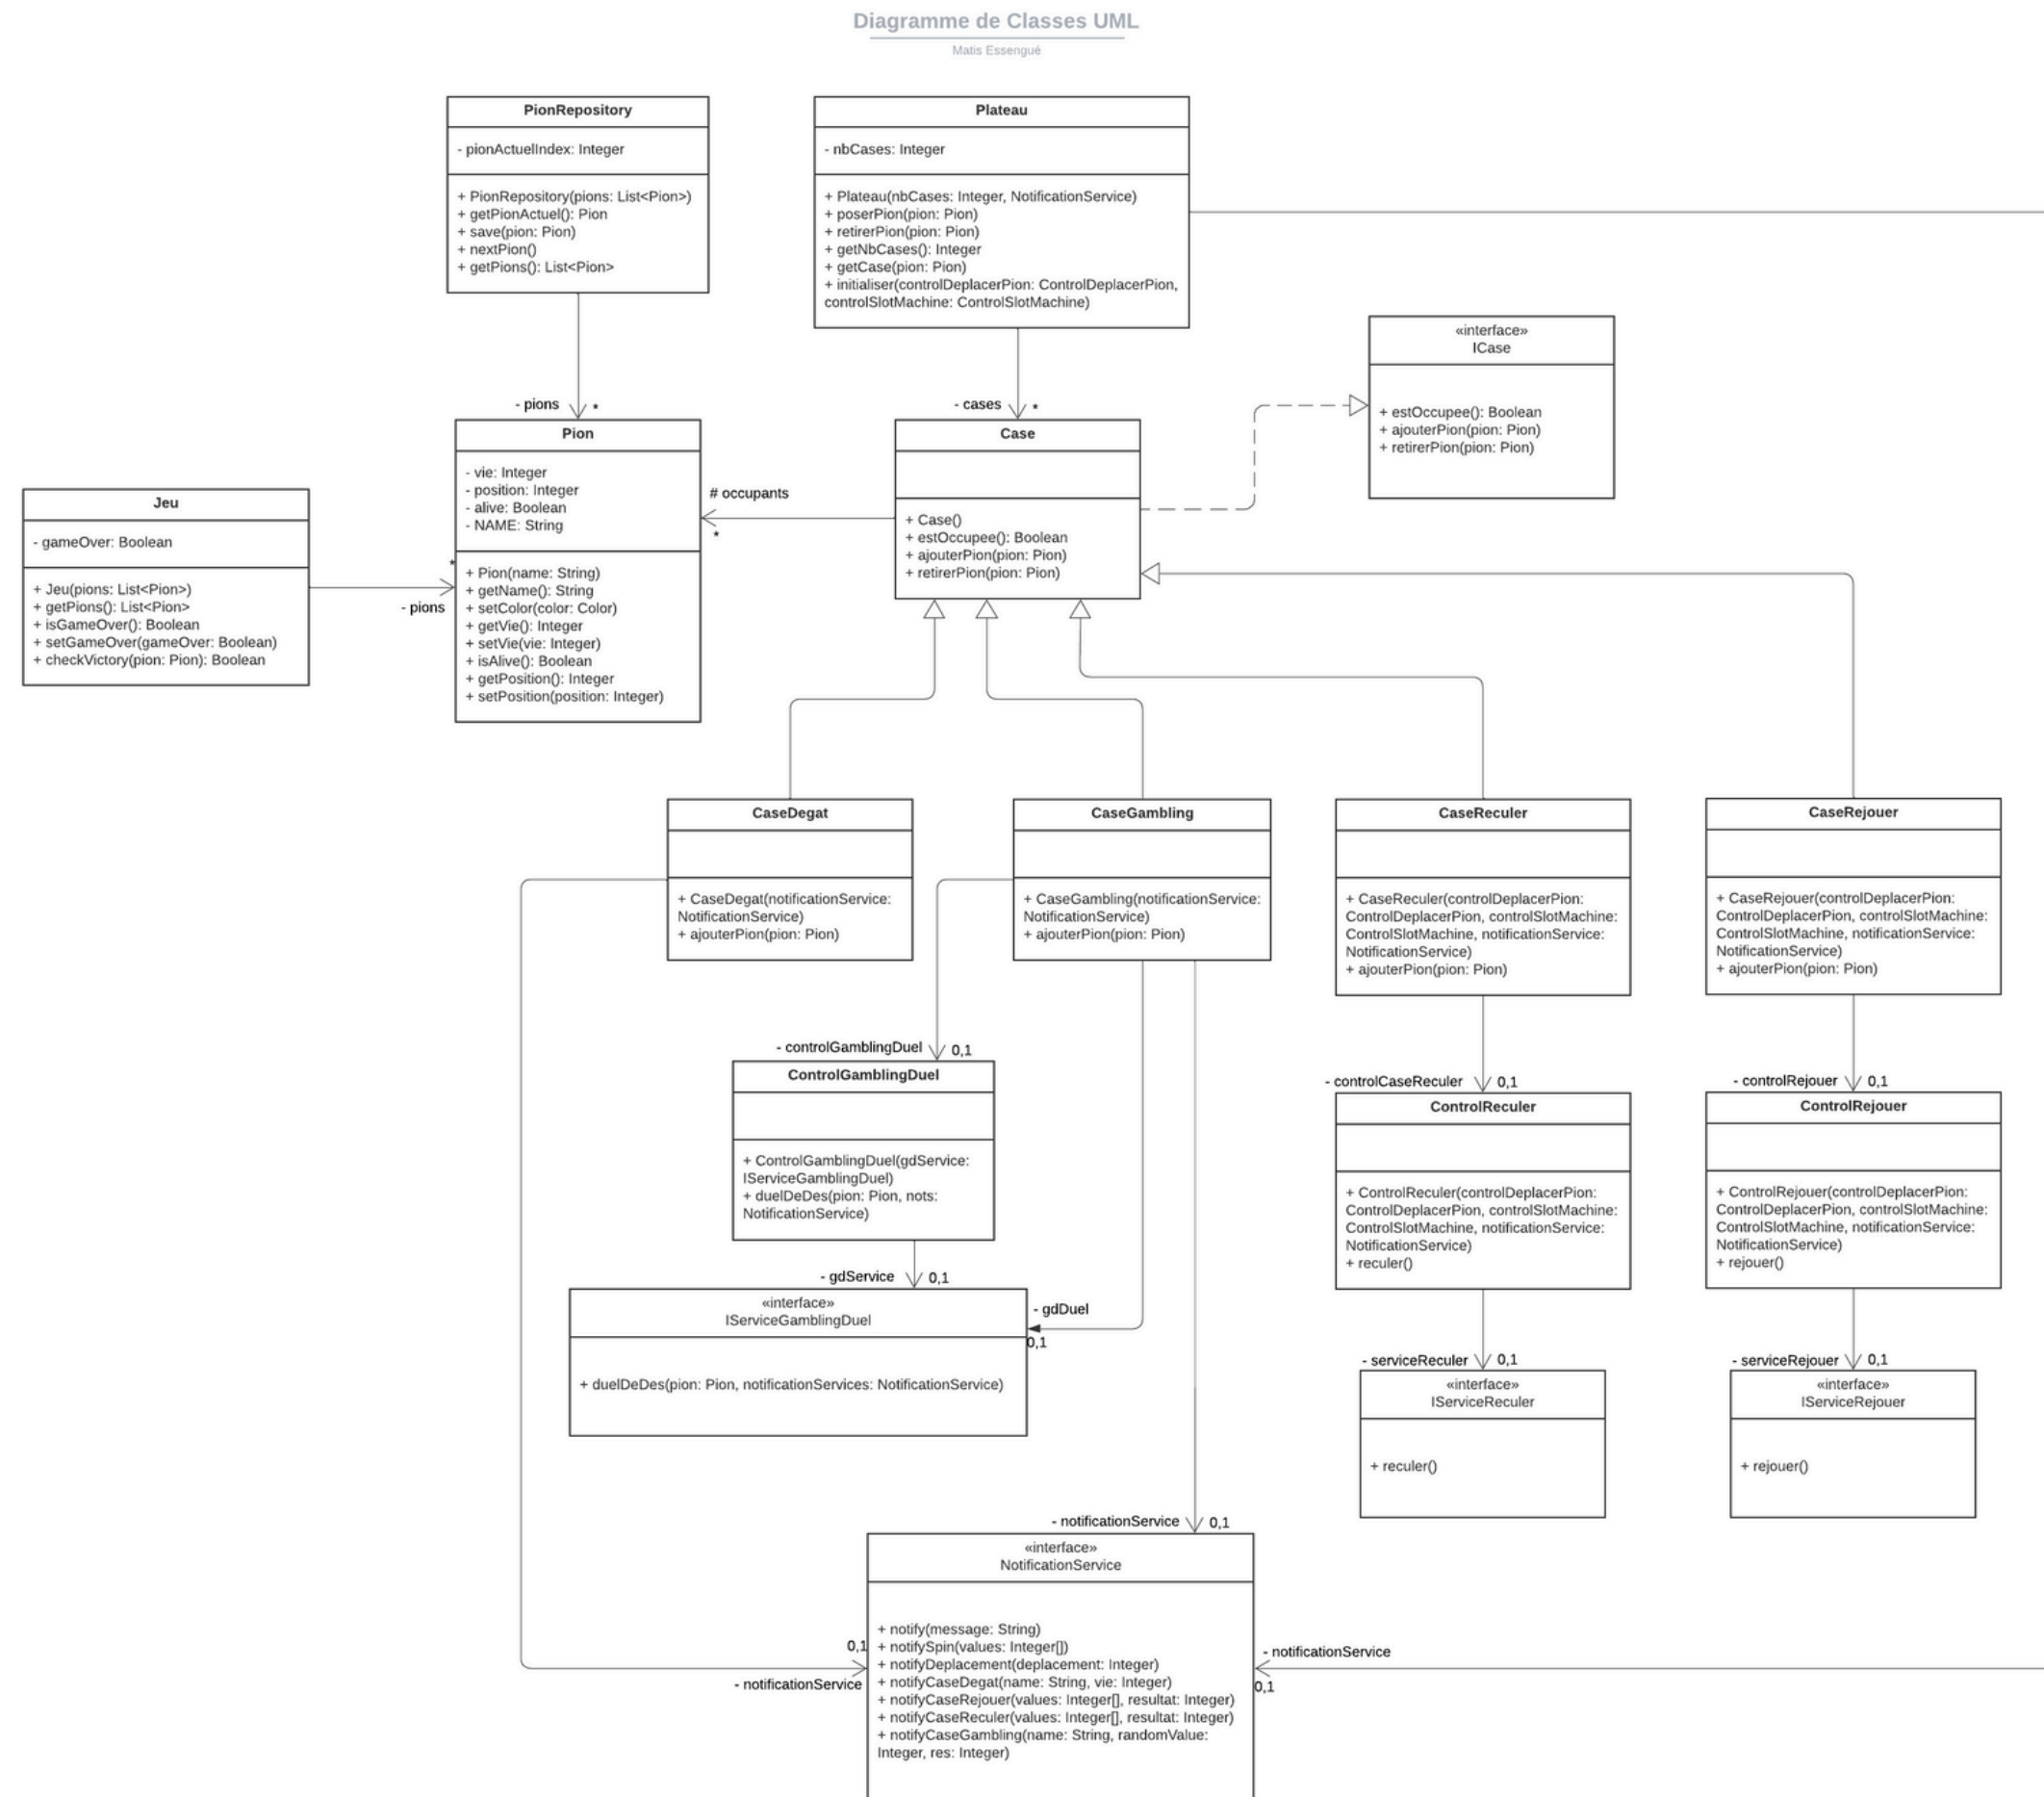 Diagramme de Classes UML
Matis Essengué
PionRepository
- pionActuelIndex: Integer
+ PionRepository(pions: List<Pion>)
+ getPionActuel(): Pion
+ save(pion: Pion)
+ nextPion()
+ getPions(): List<Pion>
Plateau
- nbCases: Integer
+ Plateau(nbCases: Integer, NotificationService)
+ poserPion(pion: Pion)
+ retirerPion(pion: Pion)
+ getNbCases(): Integer
+ getCase(pion: Pion)
+ initialiser(controlDeplacerPion: ControlDeplacerPion,
controlSlotMachine: ControlSlotMachine)
«interface»
ICase
+ estOccupee(): Boolean
+ ajouterPion(pion: Pion)
+ retirerPion(pion: Pion)
- pions
*
- cases
*
Pion
- vie: Integer
- position: Integer
- alive: Boolean
- NAME: String
+ Pion(name: String)
+ getName(): String
+ setColor(color: Color)
+ getVie(): Integer
+ setVie(vie: Integer)
+ isAlive(): Boolean
+ getPosition(): Integer
+ setPosition(position: Integer)
# occupants
*
Case
+ Case()
+ estOccupee(): Boolean
+ ajouterPion(pion: Pion)
+ retirerPion(pion: Pion)
Jeu
- gameOver: Boolean
+ Jeu(pions: List<Pion>)
+ getPions(): List<Pion>
+ isGameOver(): Boolean
+ setGameOver(gameOver: Boolean)
+ checkVictory(pion: Pion): Boolean
*
- pions
CaseDegat
+ CaseDegat(notificationService:
NotificationService)
+ ajouterPion(pion: Pion)
CaseGambling
+ CaseGambling(notificationService:
NotificationService)
+ ajouterPion(pion: Pion)
CaseReculer
+ CaseReculer(controlDeplacerPion:
ControlDeplacerPion, controlSlotMachine:
ControlSlotMachine, notificationService:
NotificationService)
+ ajouterPion(pion: Pion)
CaseRejouer
+ CaseRejouer(controlDeplacerPion:
ControlDeplacerPion, controlSlotMachine:
ControlSlotMachine, notificationService:
NotificationService)
+ ajouterPion(pion: Pion)
- controlGamblingDuel
0,1
ControlGamblingDuel
+ ControlGamblingDuel(gdService:
IServiceGamblingDuel)
+ duelDeDes(pion: Pion, nots:
NotificationService)
- controlCaseReculer
0,1
ControlReculer
+ ControlReculer(controlDeplacerPion:
ControlDeplacerPion, controlSlotMachine:
ControlSlotMachine, notificationService:
NotificationService)
+ reculer()
- controlRejouer
0,1
ControlRejouer
+ ControlRejouer(controlDeplacerPion:
ControlDeplacerPion, controlSlotMachine:
ControlSlotMachine, notificationService:
NotificationService)
+ rejouer()
- gdService
0,1
«interface»
IServiceGamblingDuel
+ duelDeDes(pion: Pion, notificationServices: NotificationService)
- gdDuel
0,1
- serviceReculer
0,1
«interface»
IServiceReculer
+ reculer()
- serviceRejouer
0,1
«interface»
IServiceRejouer
+ rejouer()
- notificationService
0,1
«interface»
NotificationService
+ notify(message: String)
+ notifySpin(values: Integer[])
+ notifyDeplacement(deplacement: Integer)
+ notifyCaseDegat(name: String, vie: Integer)
+ notifyCaseRejouer(values: Integer[], resultat: Integer)
+ notifyCaseReculer(values: Integer[], resultat: Integer)
+ notifyCaseGambling(name: String, randomValue:
Integer, res: Integer)
0,1
- notificationService
- notificationService
0,1